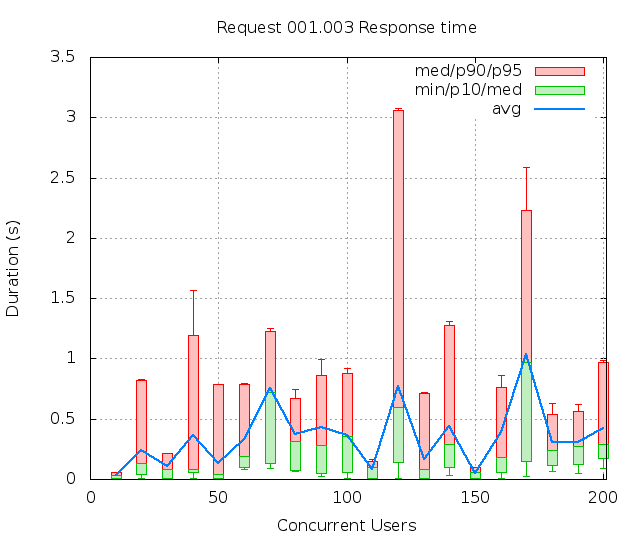 Request 001.003 Response time
med/p90/p95
min/p10/med
avg
3.5
3
2.5
2
1.5
1
0.5
0
Duration (s)
0 50 100 150 200
Concurrent Users